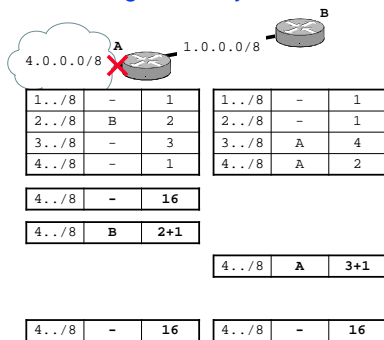 B
A
1.0.0.0/8
4.0.0.0/8
1../8 - 1 1../8 - 1
2../8 B 2 2../8 - 1
3../8 - 3 3../8 A 4
4../8 - 1 4../8 A 2
4../8 - 16
4../8 B 2+1
4../8 A 3+1
4../8 - 16 4../8 - 16